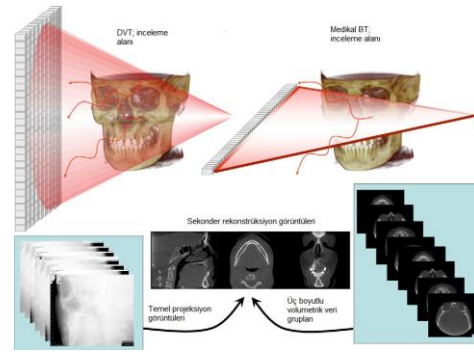 DVT; inceleme
alanı
Medikal BT;
inceleme alanı
Sekonder rekonstrüksiyon görüntüleri
Temel projeksiyon
görüntüleri
Üç boyutlu
volumetrik veri
grupları